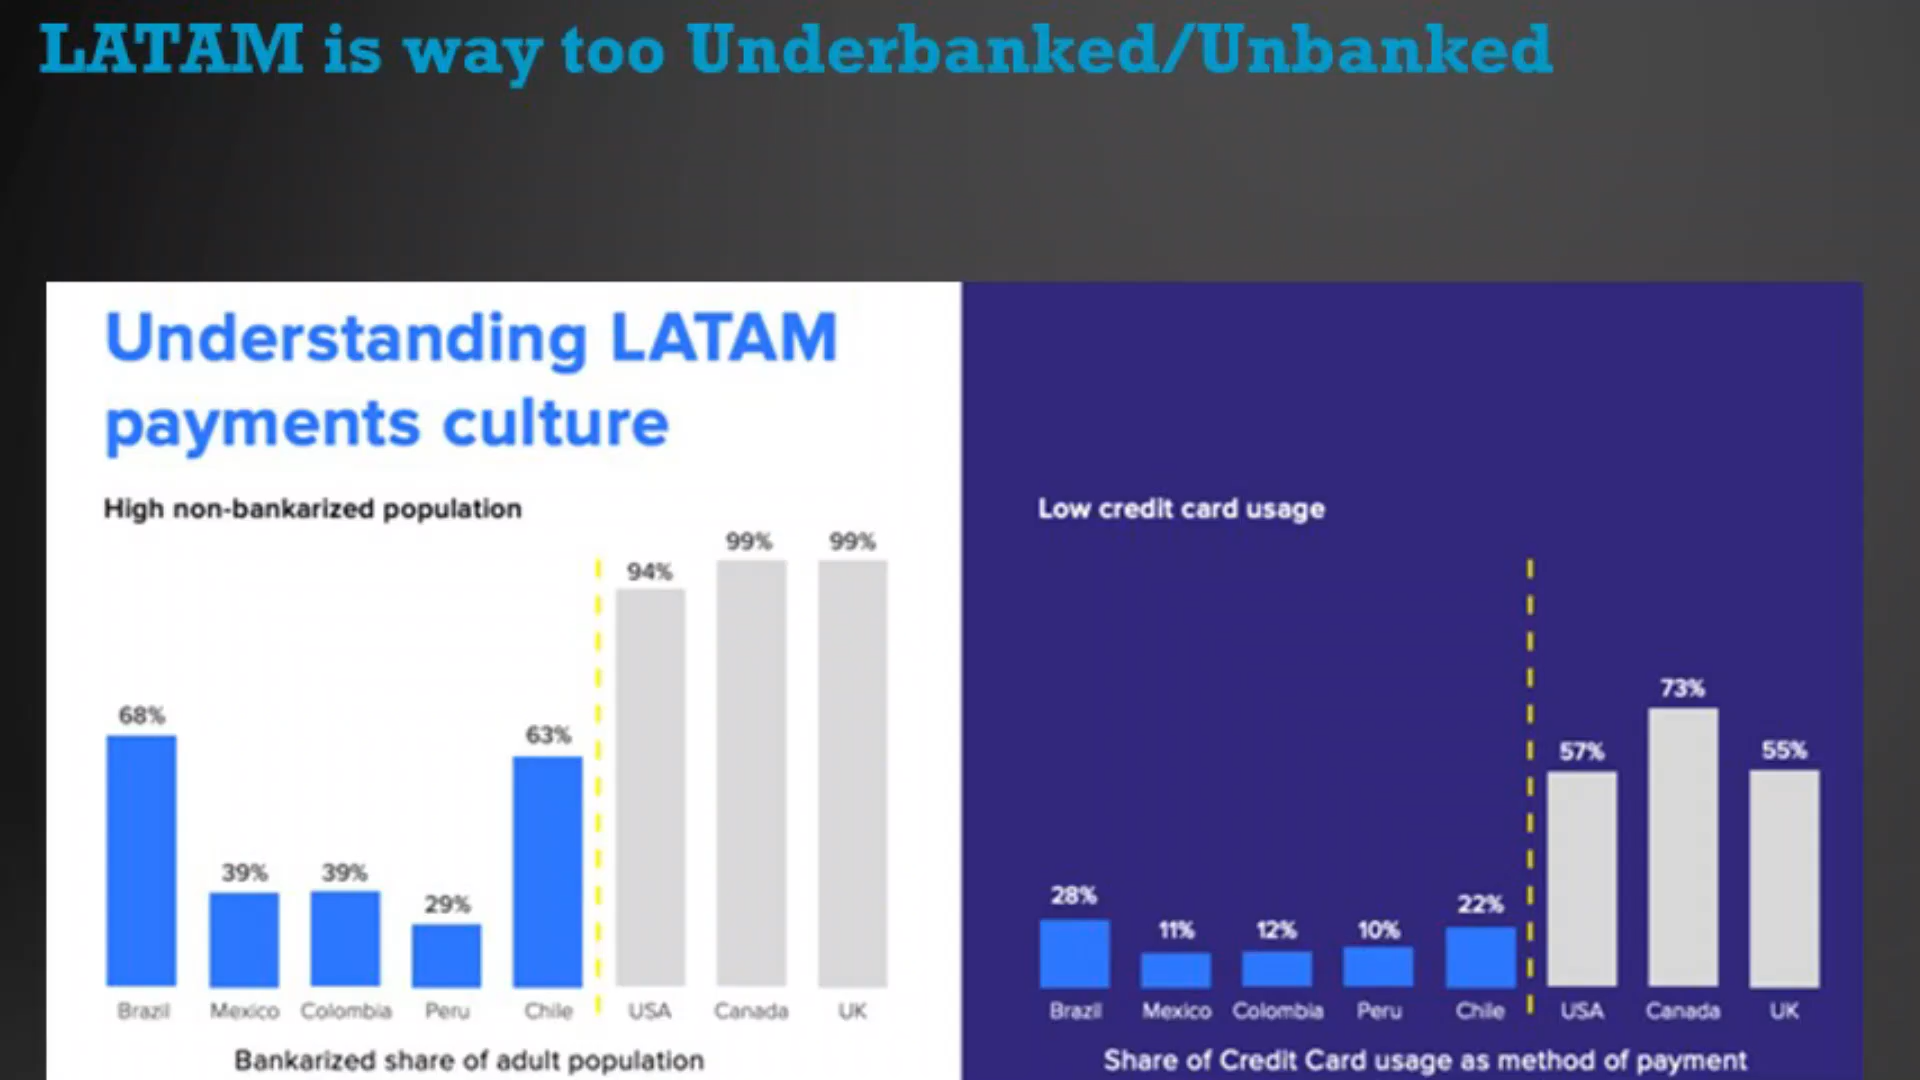 LATAM is way too Underbanked/Unbanked
Understanding LATAM
payments culture
High non-bankarized population
68%
39%
39%
29%
63%
94%
99%
99%
Brazil
Mexico
Colombia
Peru
Chile
USA
Canada
UK
Bankarized share of adult population
Low credit card usage
28%
11%
12%
10%
22%
57%
73%
55%
Brazil
Mexico
Colombia
Peru
Chile
USA
Canada
UK
Share of Credit Card usage as method of payment